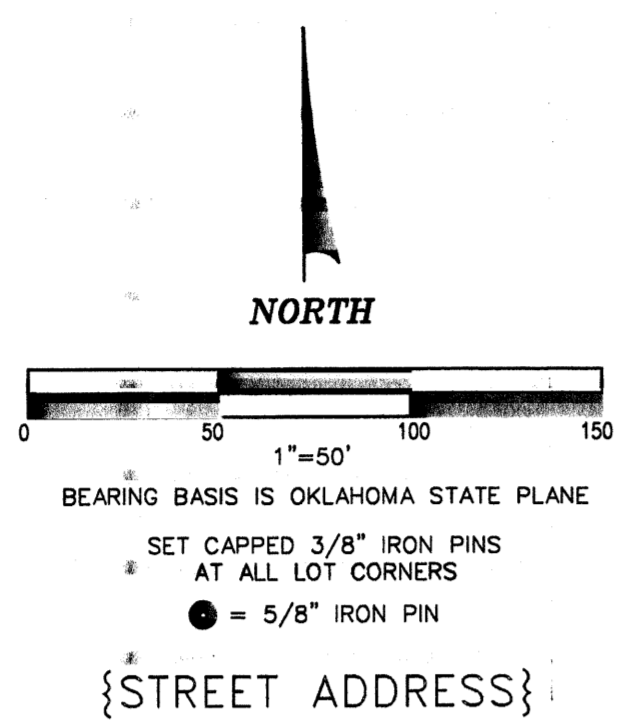 NORTH
0 50 100 150
1"=50'
BEARING BASIS IS OKLAHOMA STATE PLANE
SET CAPPED 3/8" IRON PINS
AT ALL LOT CORNERS
= 5/8" IRON PIN
{STREET ADDRESS}